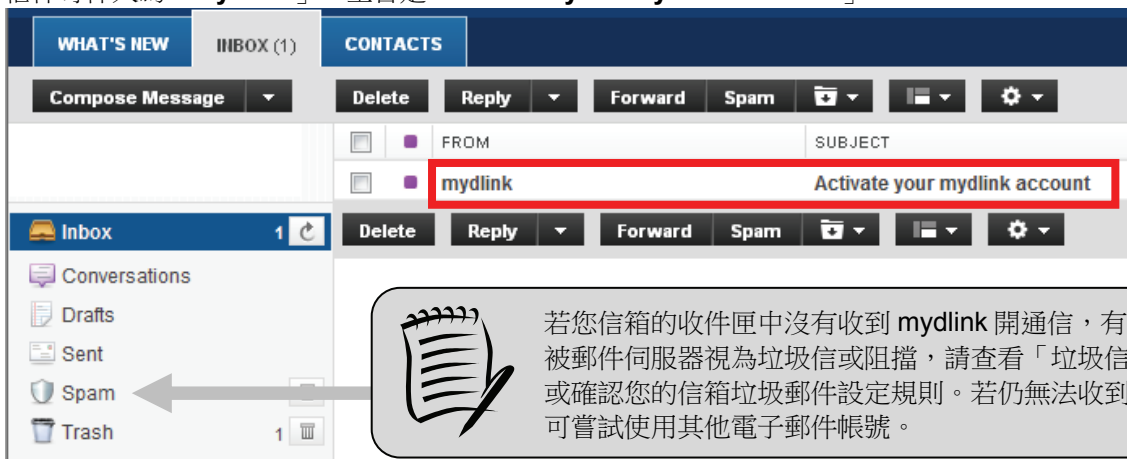 WHAT'S NEW INBOX (1) CONTACTS
Compose Message Delete Reply Forward Spam
FROM SUBJECT
mydlink Activate your mydlink account
Inbox 1 Delete Reply Forward Spam
Conversations
Drafts
Sent
Spam
Trash 1
若您信箱的收件匣中沒有收到 mydlink 開通信，有
被郵件伺服器視為垃圾信或阻擋，請查看「垃圾信
或確認您的信箱垃圾郵件設定規則。若仍無法收到
可嘗試使用其他電子郵件帳號。